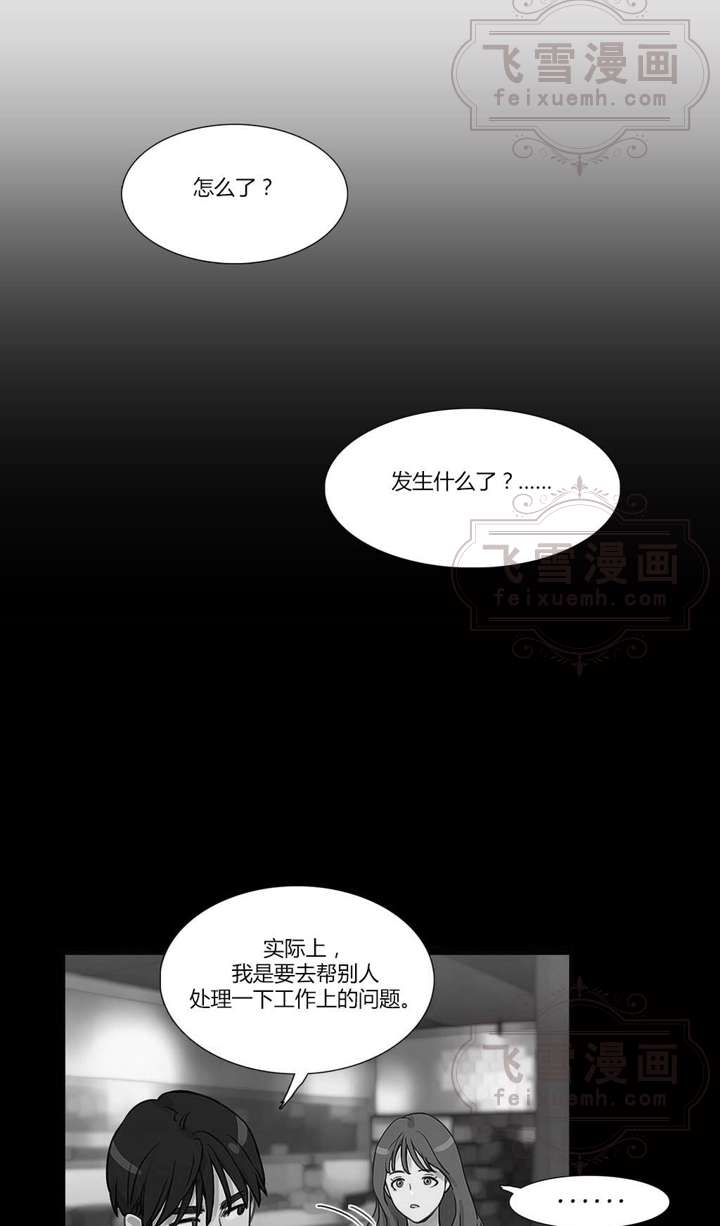 飞雪漫画
feixuemh.com
怎么了？
发生什么了？……
飞雪漫画
feixuemh.com
实际上，
我是要去帮别人
处理一下工作上的问题。
飞雪漫画
feixuemh.com
……